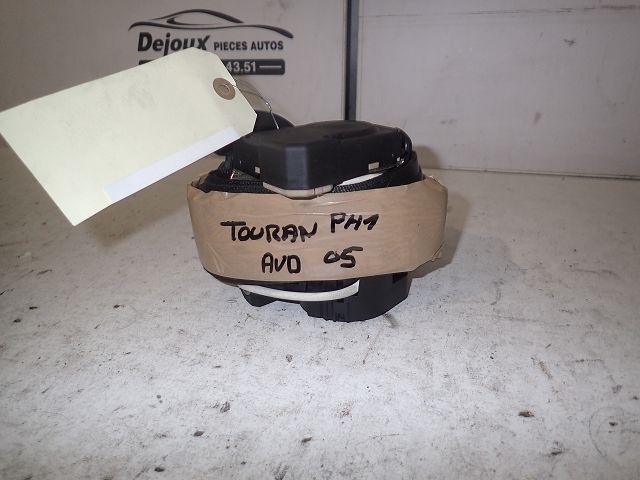 Dejoux PIECES AUTOS
43.51
TOURAN PH1
AVD 05